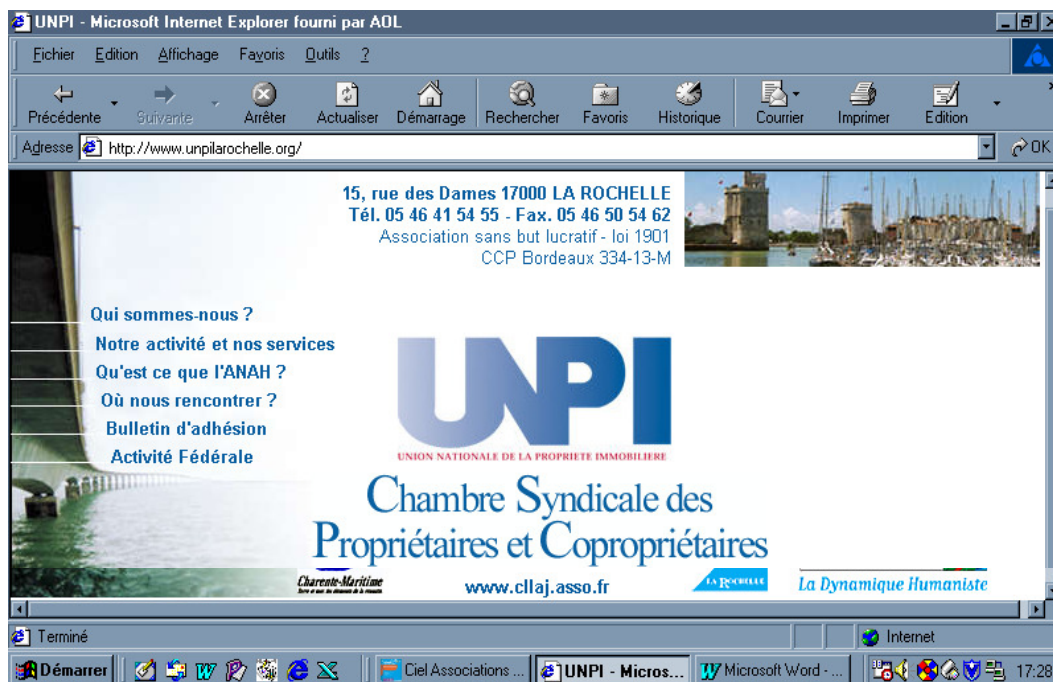 UNPI - Microsoft Internet Explorer fourni par AOL
Fichier Edition Affichage Favoris Outils ?
Précédente Suivante Arrêter Actualiser Démarrage Rechercher Favoris Historique Courrier Imprimer Edition
Adresse http://www.unpilarochelle.org/ OK
15, rue des Dames 17000 LA ROCHELLE
Tél. 05 46 41 54 55 - Fax. 05 46 50 54 62
Association sans but lucratif - loi 1901
CCP Bordeaux 334-13-M
Qui sommes-nous ?
Notre activité et nos services
Qu'est ce que l'ANAH ?
Où nous rencontrer ?
Bulletin d'adhésion
Activité Fédérale
UNPI
UNION NATIONALE DE LA PROPRIETE IMMOBILIERE
Chambre Syndicale des
Propriétaires et Copropriétaires
Charente-Maritime
www.cllaj.asso.fr
LA ROCHELLE
La Dynamique Humaniste
Terminé Internet
Démarrer Ciel Associations ... UNPI - Micros... Microsoft Word - ... 17:28